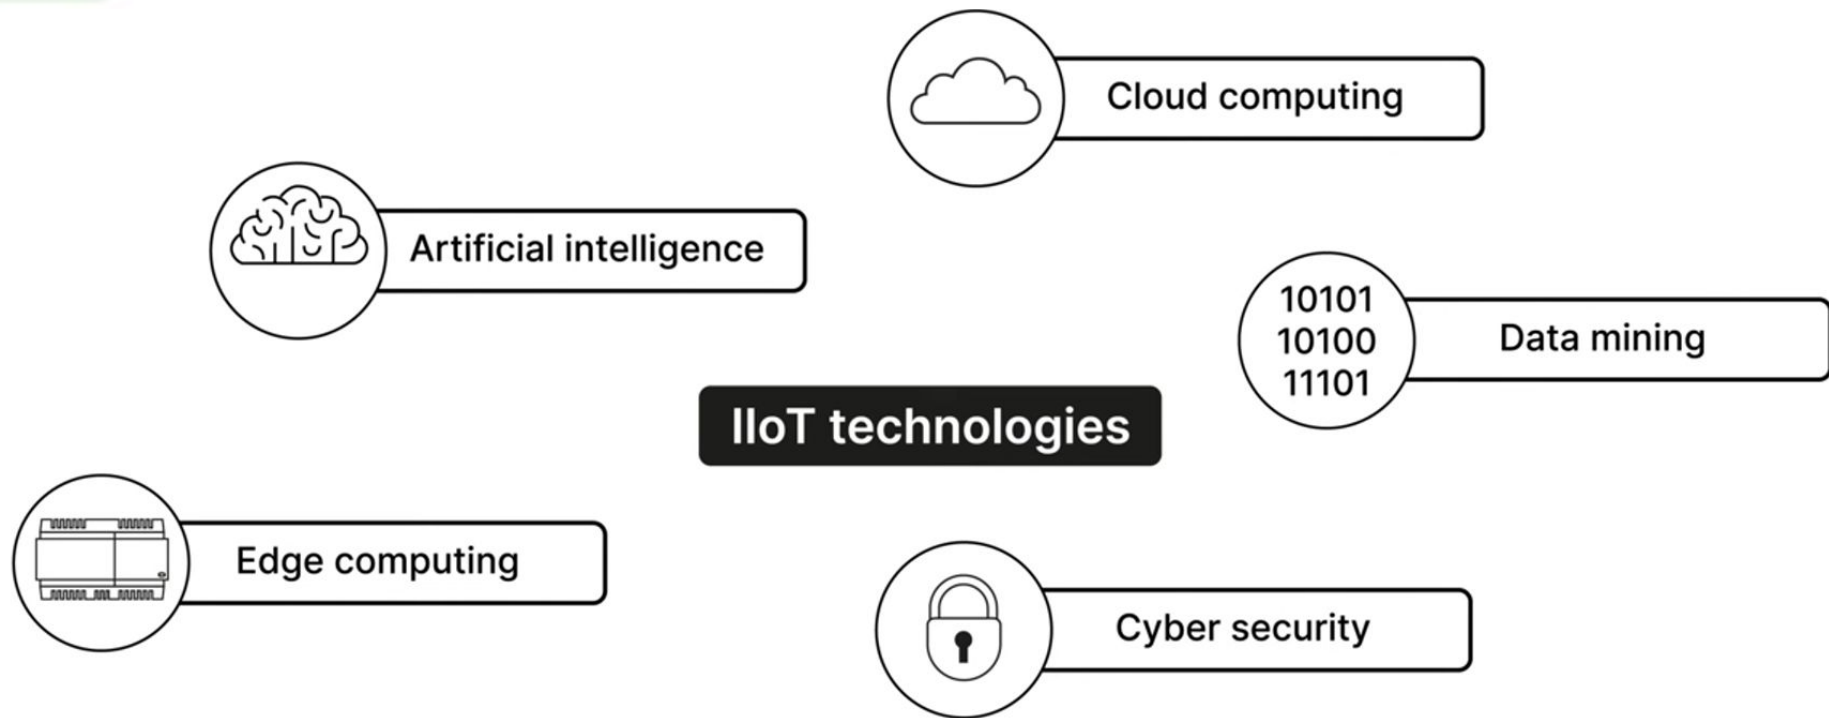 Cloud computing
Artificial intelligence
10101
10100
11101
Data mining
IIoT technologies
Edge computing
Cyber security